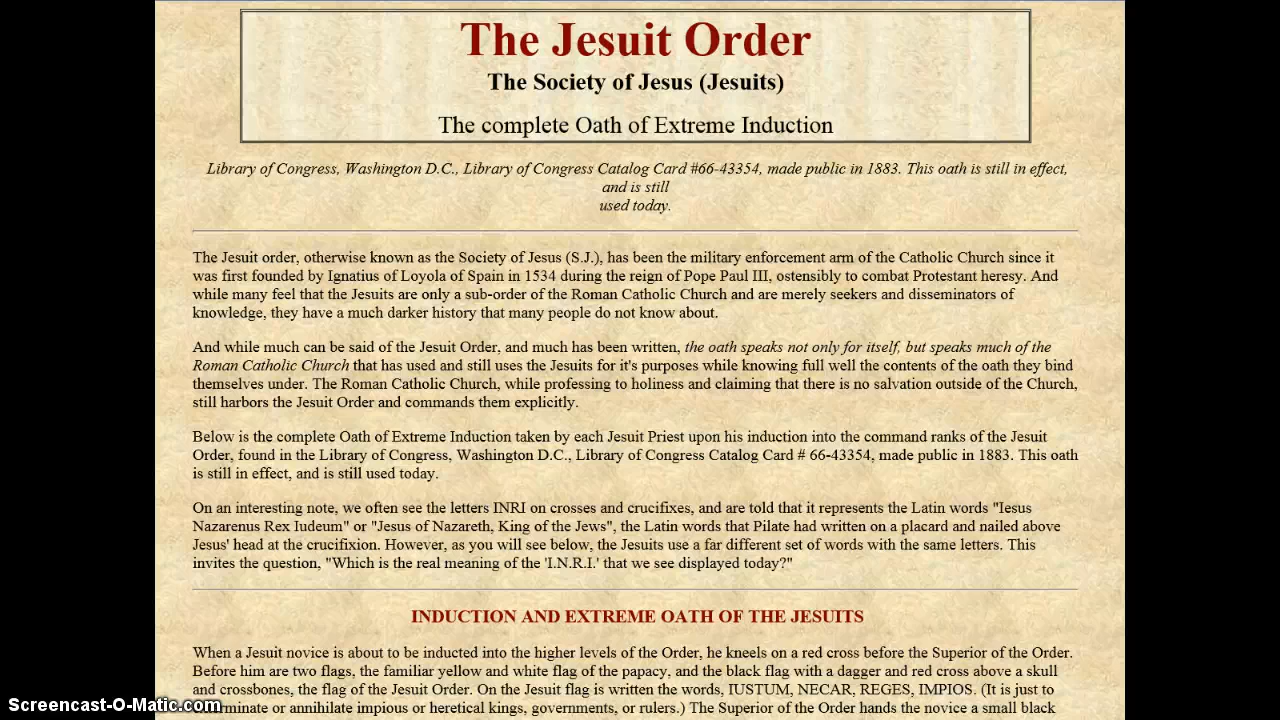 The Jesuit Order
The Society of Jesus (Jesuits)
The complete Oath of Extreme Induction
Library of Congress, Washington D.C., Library of Congress Catalog Card #66-43354, made public in 1883. This oath is still in effect,
and is still
used today.
The Jesuit order, otherwise known as the Society of Jesus (S.J.), has been the military enforcement arm of the Catholic Church since it
was first founded by Ignatius of Loyola of Spain in 1534 during the reign of Pope Paul III, ostensibly to combat Protestant heresy. And
while many feel that the Jesuits are only a sub-order of the Roman Catholic Church and are merely seekers and disseminators of
knowledge, they have a much darker history that many people do not know about.
And while much can be said of the Jesuit Order, and much has been written, the oath speaks not only for itself, but speaks much of the
Roman Catholic Church that has used and still uses the Jesuits for it's purposes while knowing full well the contents of the oath they bind
themselves under. The Roman Catholic Church, while professing to holiness and claiming that there is no salvation outside of the Church,
still harbors the Jesuit Order and commands them explicitly.
Below is the complete Oath of Extreme Induction taken by each Jesuit Priest upon his induction into the command ranks of the Jesuit
Order, found in the Library of Congress, Washington D.C., Library of Congress Catalog Card # 66-43354, made public in 1883. This oath
is still in effect, and is still used today.
On an interesting note, we often see the letters INRI on crosses and crucifixes, and are told that it represents the Latin words "Iesus
Nazarenus Rex Iudeum" or "Jesus of Nazareth, King of the Jews", the Latin words that Pilate had written on a placard and nailed above
Jesus' head at the crucifixion. However, as you will see below, the Jesuits use a far different set of words with the same letters. This
invites the question, "Which is the real meaning of the 'I.N.R.I.' that we see displayed today?"
INDUCTION AND EXTREME OATH OF THE JESUITS
When a Jesuit novice is about to be inducted into the higher levels of the Order, he kneels on a red cross before the Superior of the Order.
Before him are two flags, the familiar yellow and white flag of the papacy, and the black flag with a dagger and red cross above a skull
and crossbones, the flag of the Jesuit Order. On the Jesuit flag is written the words, IUSTUM, NECAR, REGES, IMPIOS. (It is just to
or annihilate impious or heretical kings, governments, or rulers.) The Superior of the Order hands the novice a small black
Screencast-O-Matic.com